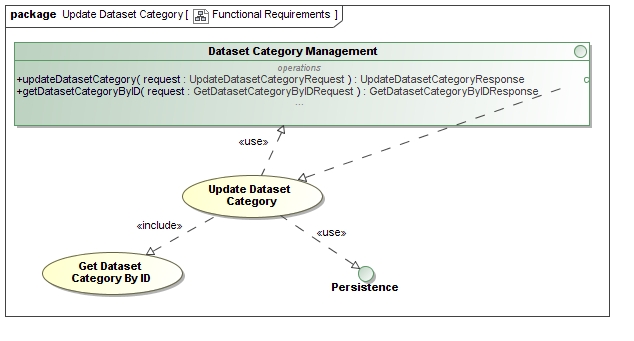 package Update Dataset Category [ Functional Requirements ]
Dataset Category Management
operations
+updateDatasetCategory( request : UpdateDatasetCategoryRequest ) : UpdateDatasetCategoryResponse
+getDatasetCategoryByID( request : GetDatasetCategoryByIDRequest ) : GetDatasetCategoryByIDResponse
...
«use»
Update Dataset
Category
«include»
«use»
Get Dataset
Category By ID
Persistence